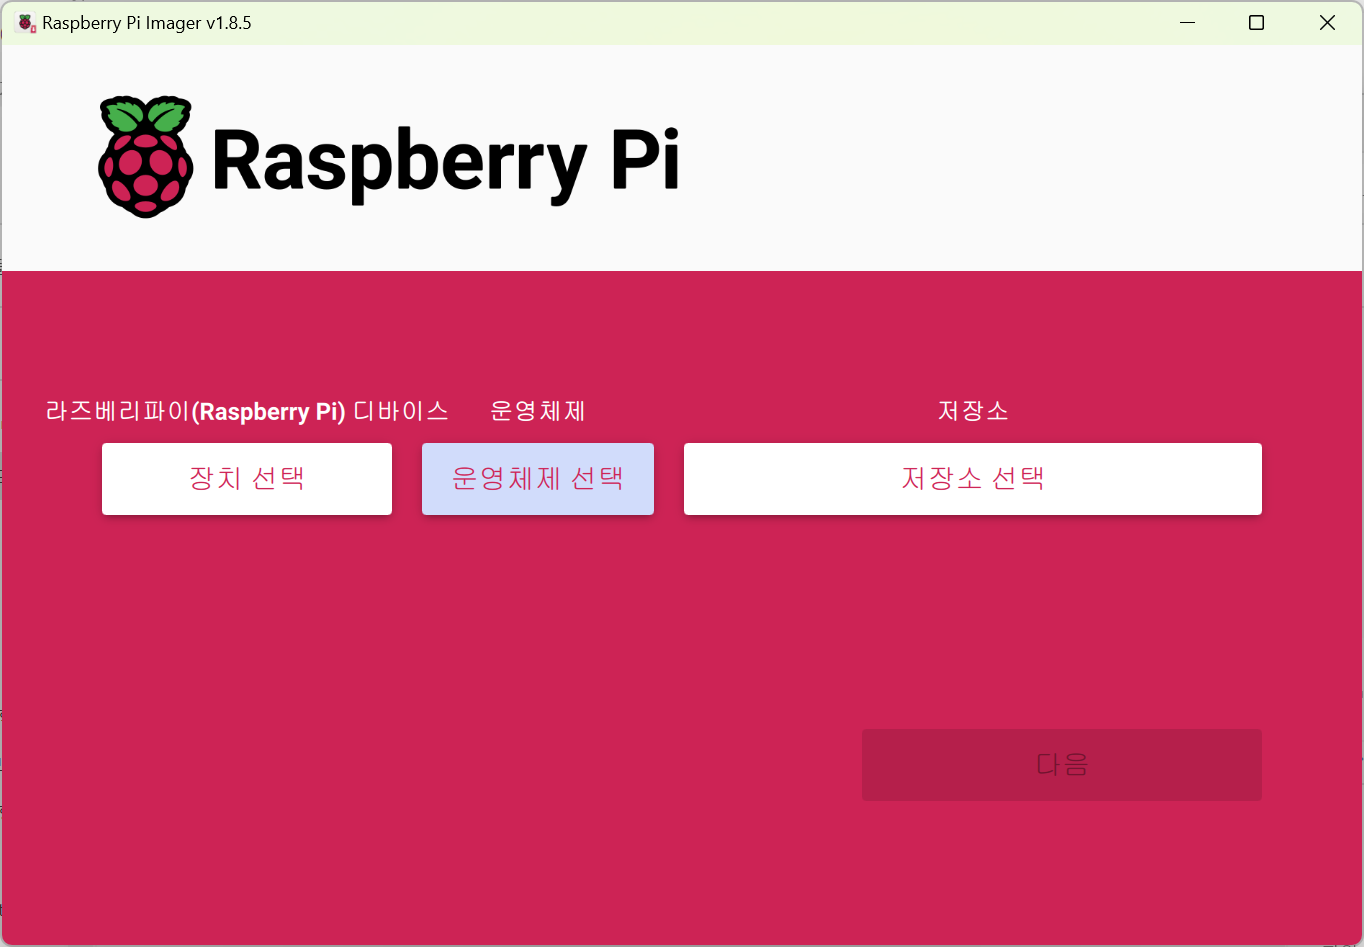 Raspberry Pi Imager v1.8.5
Raspberry Pi
라즈베리파이(Raspberry Pi) 디바이스 운영체제 저장소
장치 선택 운영체제 선택 저장소 선택
다음